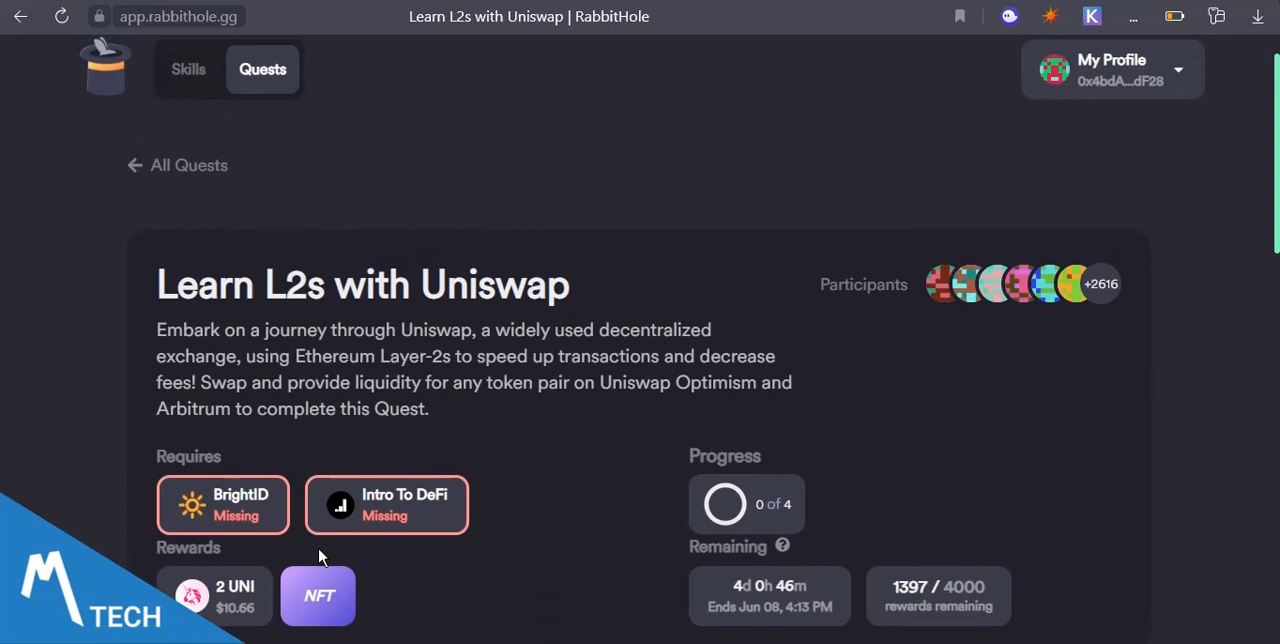 app.rabbithole.gg
Learn L2s with Uniswap | RabbitHole
K
...
Skills
Quests
My Profile
0x4bdA...dF28
← All Quests
Learn L2s with Uniswap
Participants
+2616
Embark on a journey through Uniswap, a widely used decentralized
exchange, using Ethereum Layer-2s to speed up transactions and decrease
fees! Swap and provide liquidity for any token pair on Uniswap Optimism and
Arbitrum to complete this Quest.
Requires
BrightID
Missing
Intro To DeFi
Missing
Progress
0 of 4
Rewards
2 UNI
$10.66
NFT
Remaining ?
4d 0h 46m
Ends Jun 08, 4:13 PM
1397 / 4000
rewards remaining
M TECH